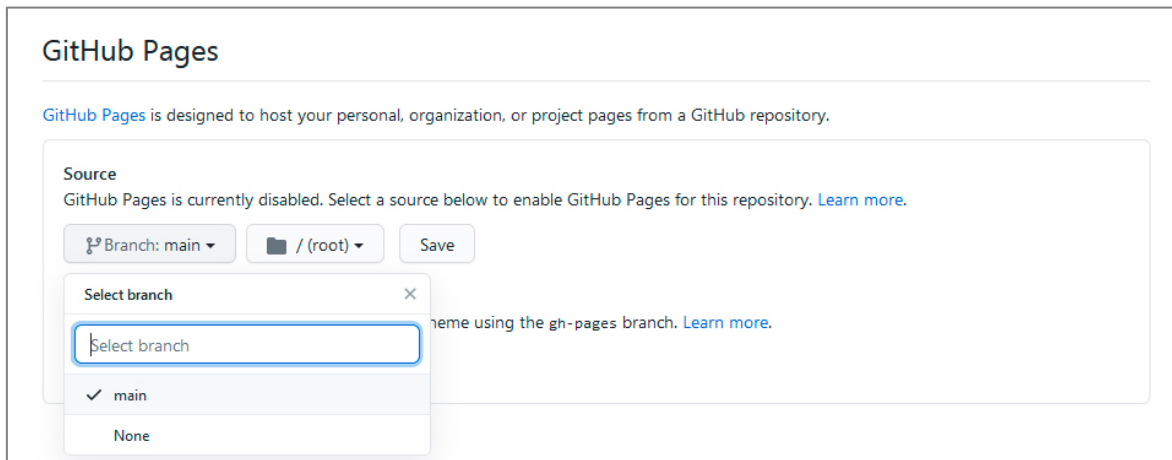 GitHub Pages
GitHub Pages is designed to host your personal, organization, or project pages from a GitHub repository.
Source
GitHub Pages is currently disabled. Select a source below to enable GitHub Pages for this repository. Learn more.
Branch: main
/ (root)
Save
Select branch
using the gh-pages branch. Learn more.
Select branch
main
None